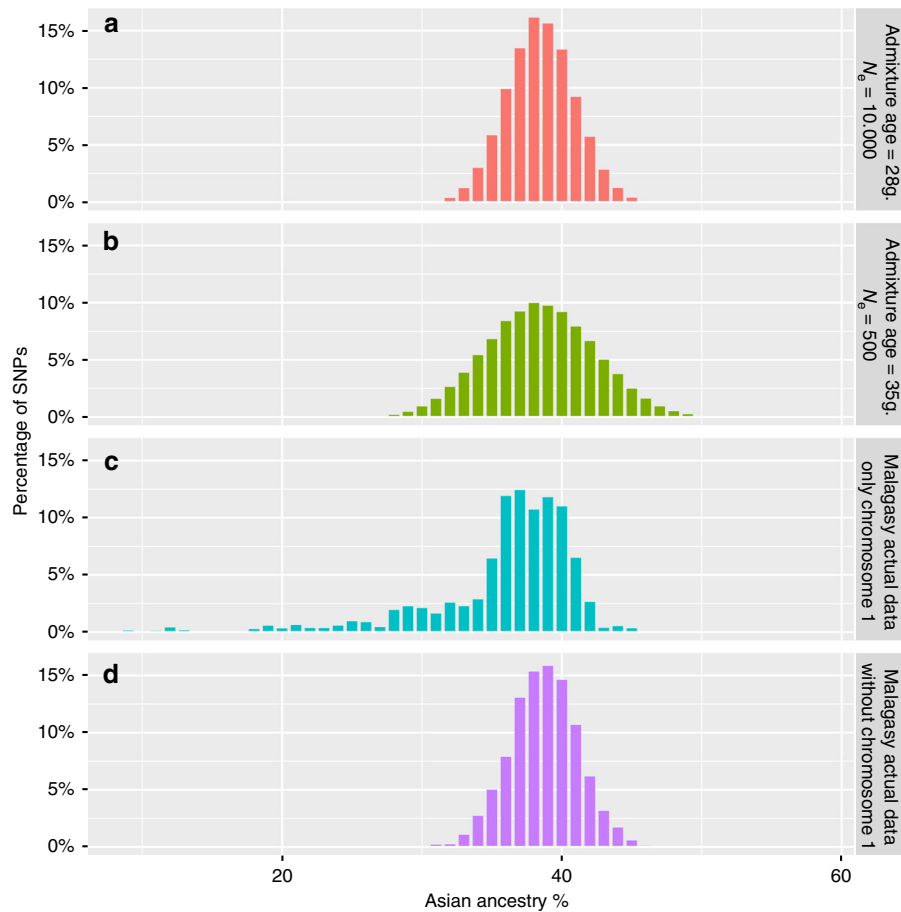 Percentage of SNPs
a
15%
10%
5%
0%
Admixture age = 28g.
Ne = 10.000
b
15%
10%
5%
0%
Admixture age = 35g.
Ne = 500
c
15%
10%
5%
0%
Malagasy actual data
only chromosome 1
d
15%
10%
5%
0%
Malagasy actual data
without chromosome 1
20
40
60
Asian ancestry %